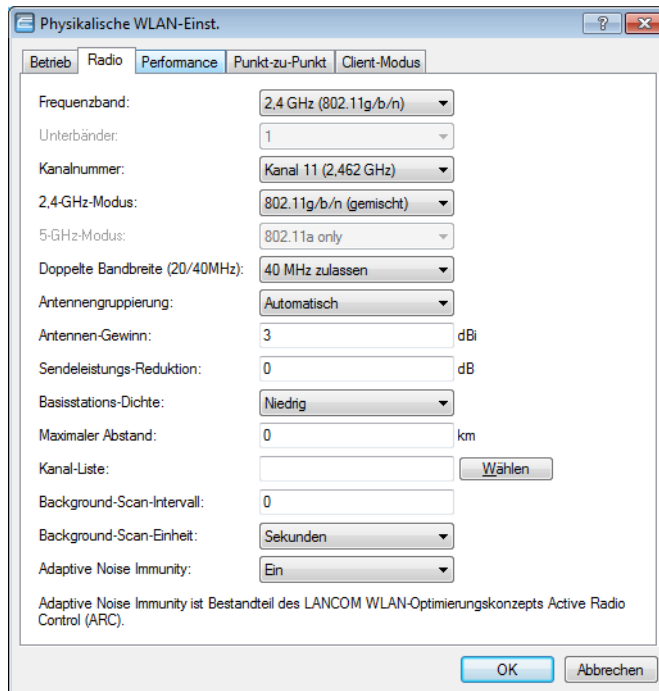 Physikalische WLAN-Einst.
Betrieb Radio Performance Punkt-zu-Punkt Client-Modus
Frequenzband: 2,4 GHz (802.11g/b/n)
Unterbänder: 1
Kanalnummer: Kanal 11 (2,462 GHz)
2,4-GHz-Modus: 802.11g/b/n (gemischt)
5-GHz-Modus: 802.11a only
Doppelte Bandbreite (20/40MHz): 40 MHz zulassen
Antennengruppierung: Automatisch
Antennen-Gewinn: 3 dBi
Sendeleistungs-Reduktion: 0 dB
Basisstations-Dichte: Niedrig
Maximaler Abstand: 0 km
Kanal-Liste: Wählen
Background-Scan-Intervall: 0
Background-Scan-Einheit: Sekunden
Adaptive Noise Immunity: Ein
Adaptive Noise Immunity ist Bestandteil des LANCOM WLAN-Optimierungskonzepts Active Radio
Control (ARC).
OK Abbrechen